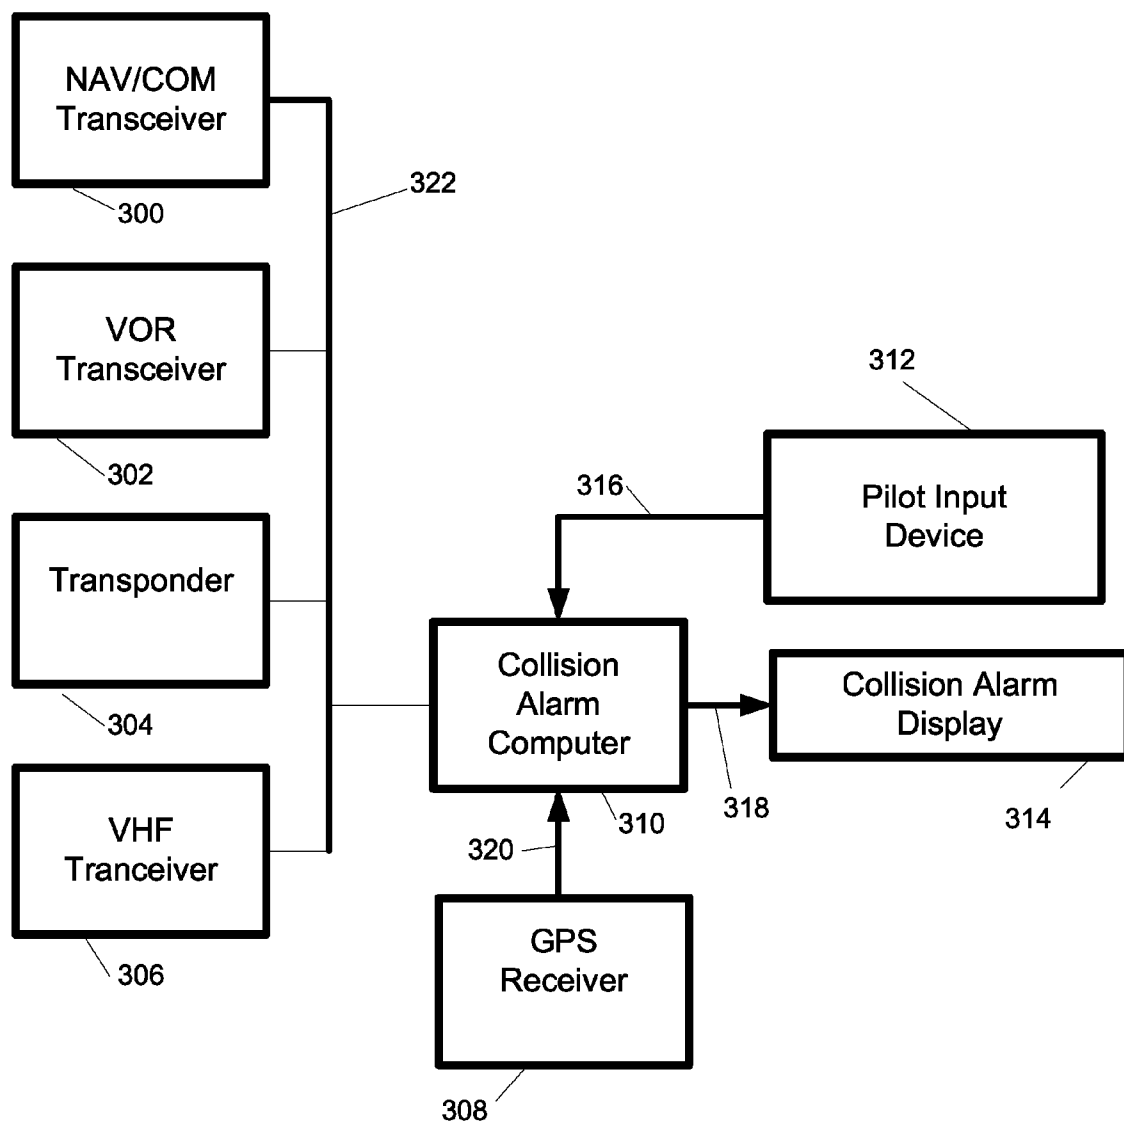 NAV/COM
Transceiver
300
322
VOR
Transceiver
302
312
Pilot Input
Device
316
Transponder
304
Collision
Alarm
Computer
310
Collision Alarm
Display
318
314
VHF
Tranceiver
306
320
GPS
Receiver
308